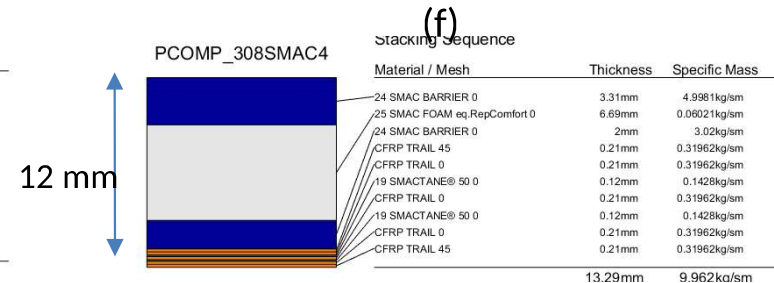 (f)
Stacking Sequence
PCOMP_308SMAC4
Material / Mesh Thickness Specific Mass
24 SMAC BARRIER 0 3.31mm 4.9981kg/sm
25 SMAC FOAM eq.RepComfort 0 6.69mm 0.06021kg/sm
24 SMAC BARRIER 0 2mm 3.02kg/sm
CFRP TRAIL 45 0.21mm 0.31962kg/sm
CFRP TRAIL 0 0.21mm 0.31962kg/sm
19 SMACTANE® 50 0 0.12mm 0.1428kg/sm
CFRP TRAIL 0 0.21mm 0.31962kg/sm
19 SMACTANE® 50 0 0.12mm 0.1428kg/sm
CFRP TRAIL 0 0.21mm 0.31962kg/sm
CFRP TRAIL 45 0.21mm 0.31962kg/sm
13.29mm 9.962kg/sm
12 mm